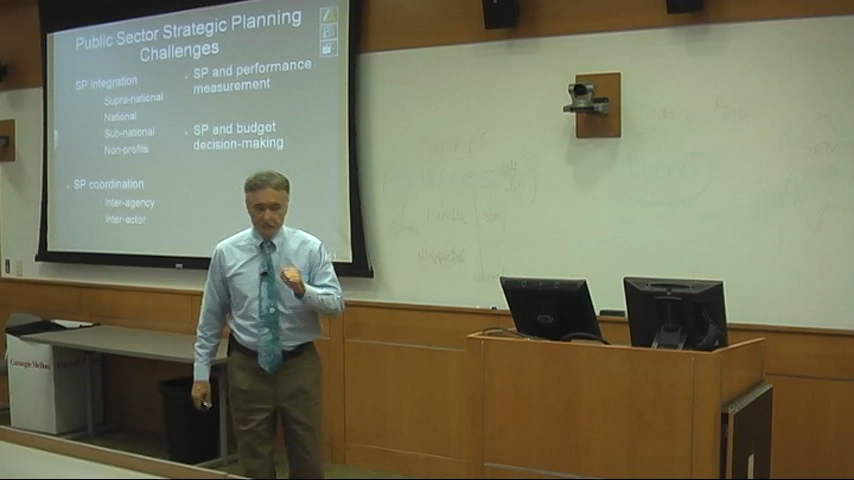 Public Sector Strategic Planning
Challenges
SP integration
Supra-national
National
Sub-national
Non-profits
SP coordination
Inter-agency
Inter-actor
SP and performance
measurement
SP and budget
decision-making
Carnegie Mellon